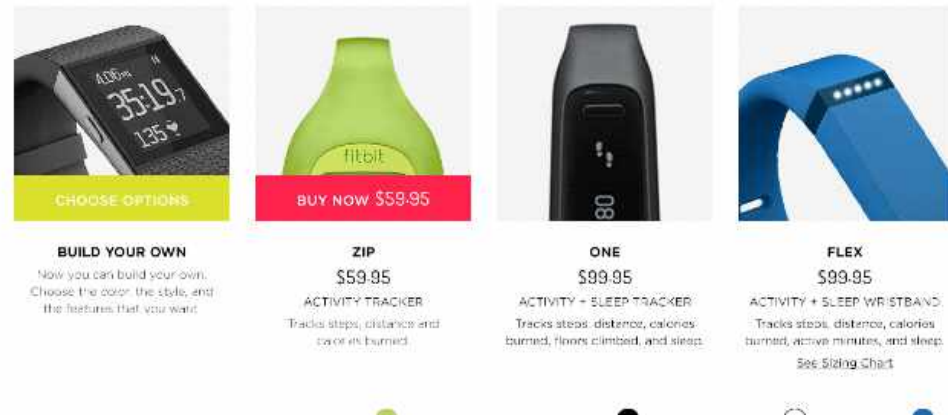 4:06
35:19
135
CHOOSE OPTIONS
BUILD YOUR OWN
Now you can build your own.
Choose the color, the style, and
the features that you want
fitbit
BUY NOW $59.95
ZIP
$59.95
ACTIVITY TRACKER
Tracks steps, distance and
calories burned.
80
ONE
$99.95
ACTIVITY + SLEEP TRACKER
Tracks steps, distance, calories
burned, floors climbed, and sleep.
FLEX
$99.95
ACTIVITY + SLEEP WRISTBAND
Tracks steps, distance, calories
burned, active minutes, and sleep.
See Sizing Chart